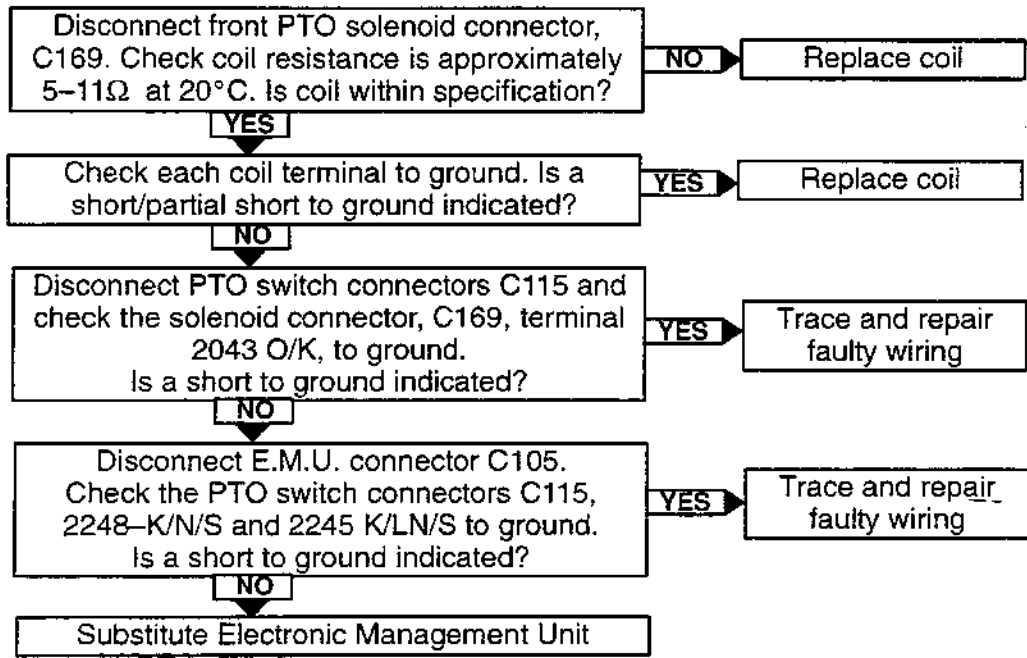 Disconnect front PTO solenoid connector,
C169. Check coil resistance is approximately
5–11Ω at 20°C. Is coil within specification?
NO
Replace coil
YES
Check each coil terminal to ground. Is a
short/partial short to ground indicated?
YES
Replace coil
NO
Disconnect PTO switch connectors C115 and
check the solenoid connector, C169, terminal
2043 O/K, to ground.
Is a short to ground indicated?
YES
Trace and repair
faulty wiring
NO
Disconnect E.M.U. connector C105.
Check the PTO switch connectors C115,
2248–K/N/S and 2245 K/LN/S to ground.
Is a short to ground indicated?
YES
Trace and repair
faulty wiring
NO
Substitute Electronic Management Unit